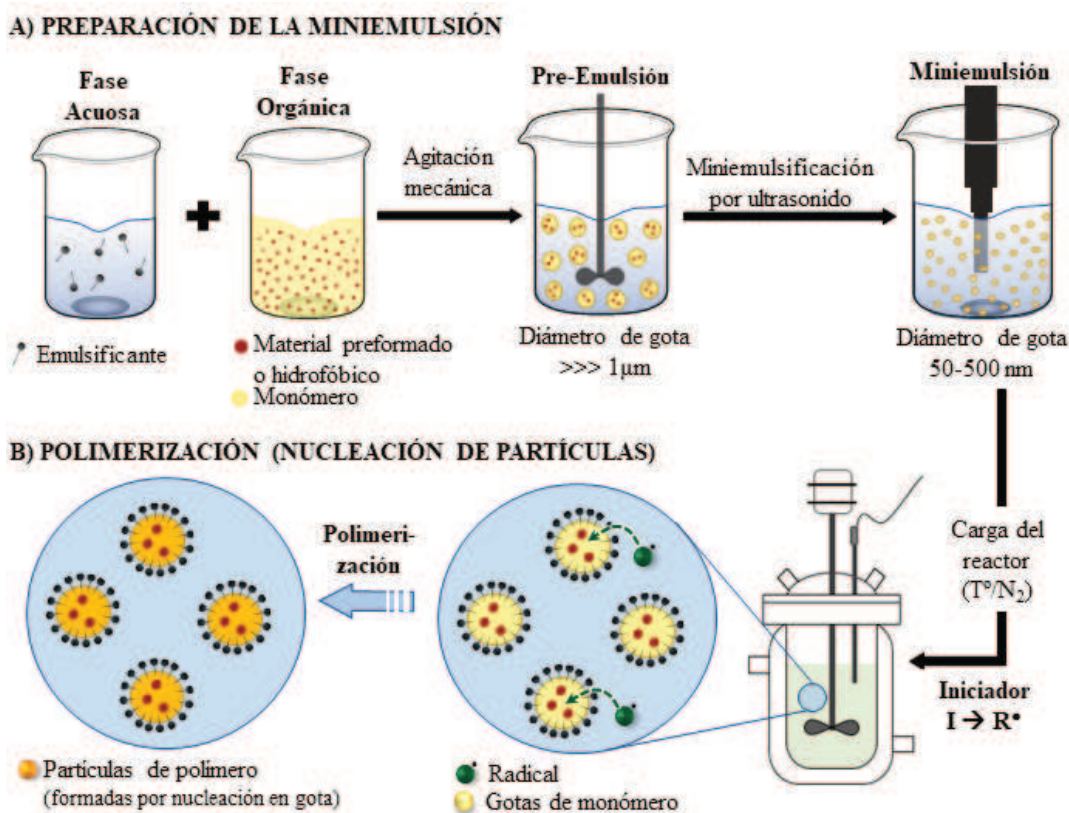 A) PREPARACIÓN DE LA MINIEMULSIÓN
Fase
Acuosa
Fase
Orgánica
Pre-Emulsión
Miniemulsión
Agitación
mecánica
Miniemulsificación
por ultrasonido
Emulsificante
Material preformado
o hidrofóbico
Monómero
Diámetro de gota
>>> 1µm
Diámetro de gota
50-500 nm
B) POLIMERIZACIÓN (NUCLEACIÓN DE PARTÍCULAS)
Polimeri-
zación
Carga del
reactor
(Tº/N₂)
Iniciador
I → R•
Partículas de polímero
(formadas por nucleación en gota)
Radical
Gotas de monómero